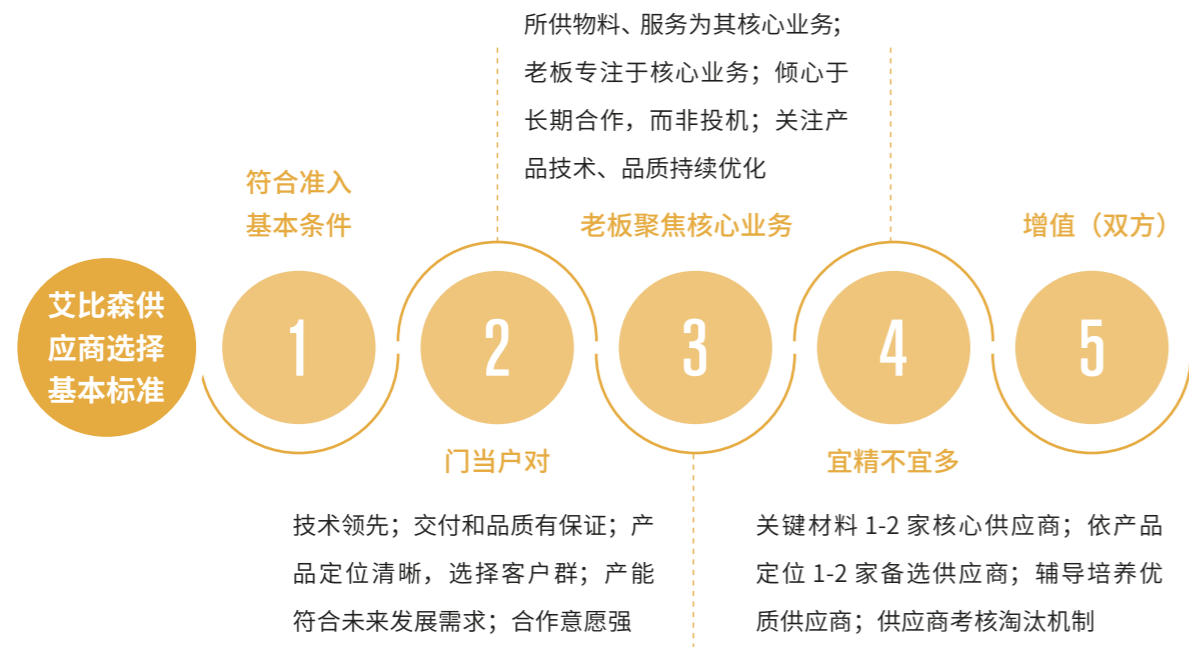 所供物料、服务为其核心业务;
老板专注于核心业务；倾心于
长期合作，而非投机；关注产
品技术、品质持续优化
符合准入
基本条件
老板聚焦核心业务
增值（双方）
艾比森供
应商选择
基本标准
1
2
3
4
5
门当户对
宜精不宜多
技术领先；交付和品质有保证；产
品定位清晰，选择客户群；产能
符合未来发展需求；合作意愿强
关键材料 1-2 家核心供应商；依产品
定位 1-2 家备选供应商；辅导培养优
质供应商；供应商考核淘汰机制